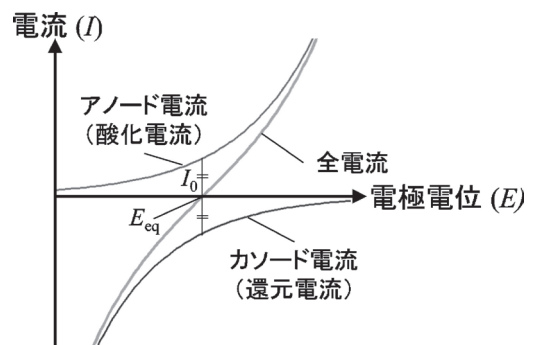 電流 (I)
アノード電流
(酸化電流)
全電流
I0
電極電位 (E)
Eeq
カソード電流
(還元電流)